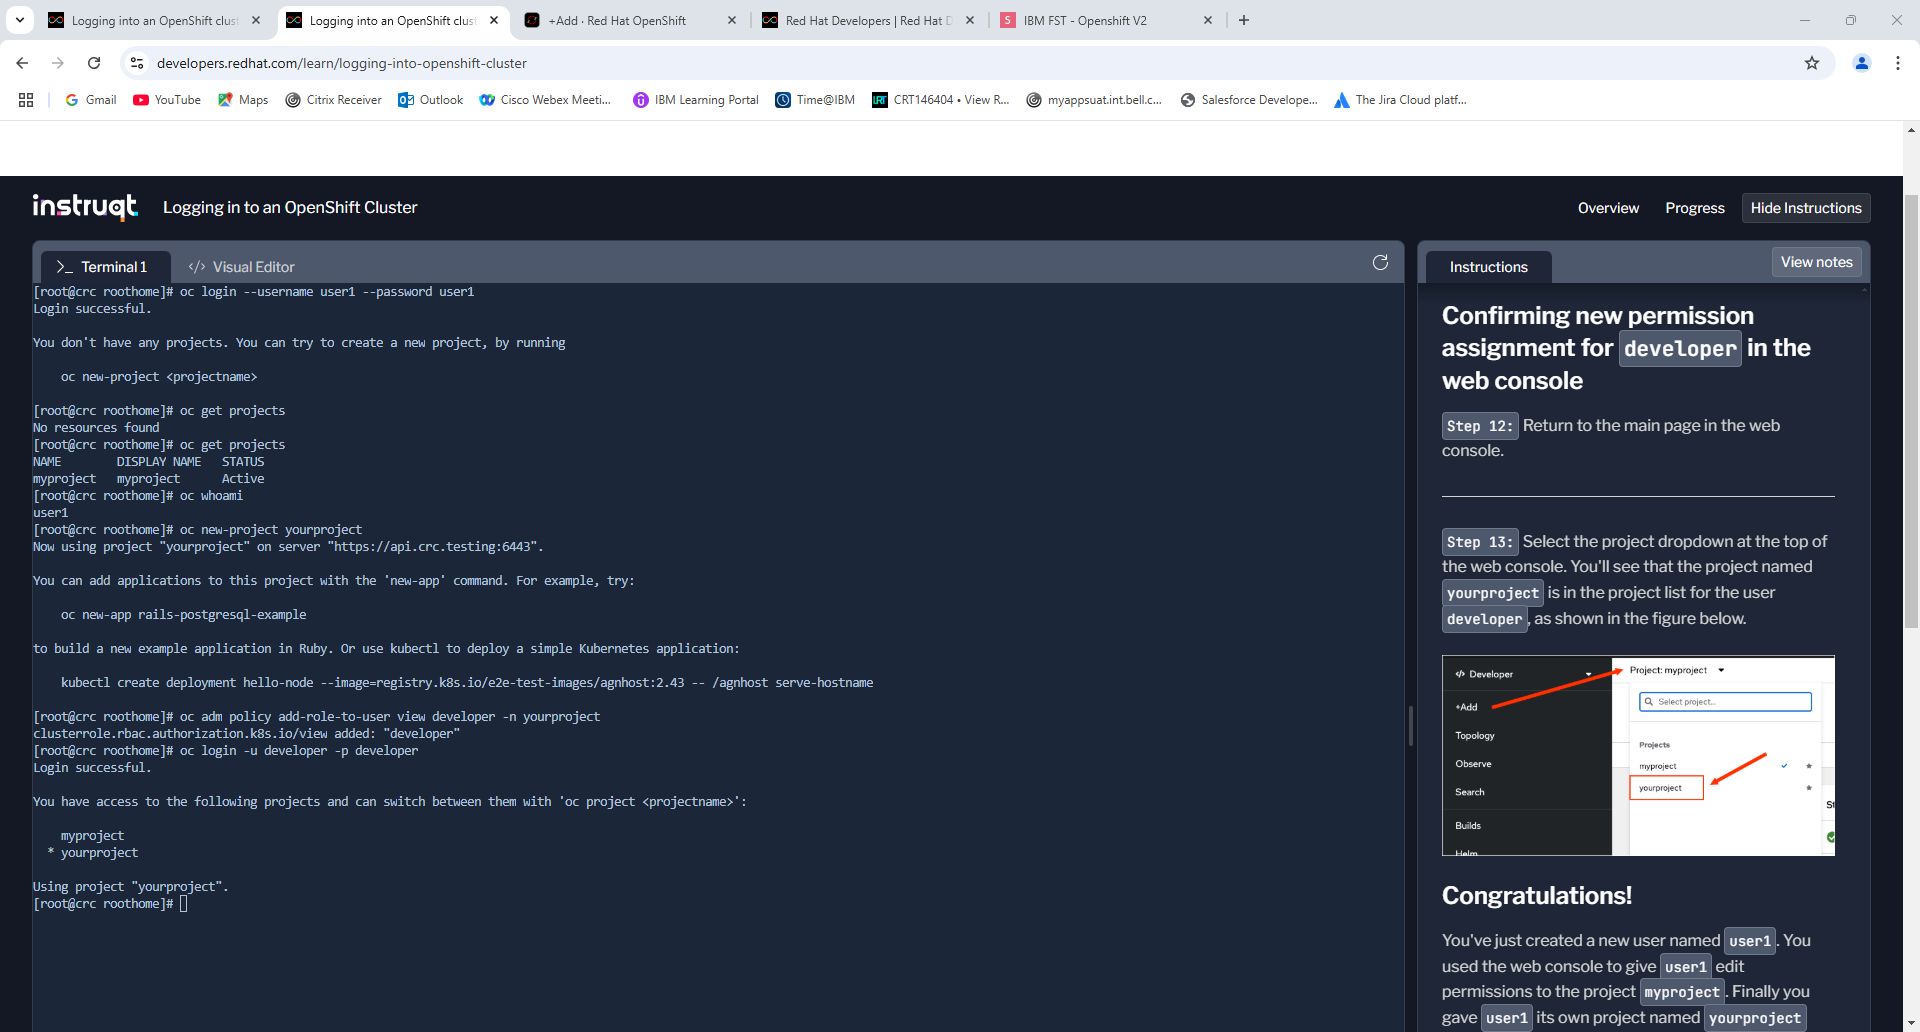 Logging into an OpenShift clust
Logging into an OpenShift clust
+Add · Red Hat OpenShift
Red Hat Developers | Red Hat D
S IBM FST - Openshift V2
developers.redhat.com/learn/logging-into-openshift-cluster
Gmail
YouTube
Maps
Citrix Receiver
Outlook
Cisco Webex Meeti...
IBM Learning Portal
Time@IBM
CRT146404 • View R...
myappsuat.int.bell.c...
Salesforce Develope...
The Jira Cloud platf...
instruqt
Logging in to an OpenShift Cluster
Overview
Progress
Hide Instructions
>_ Terminal 1
</> Visual Editor
[root@crc roothome]# oc login --username user1 --password user1
Login successful.
You don't have any projects. You can try to create a new project, by running
oc new-project <projectname>
[root@crc roothome]# oc get projects
No resources found
[root@crc roothome]# oc get projects
NAME DISPLAY NAME STATUS
myproject myproject Active
[root@crc roothome]# oc whoami
user1
[root@crc roothome]# oc new-project yourproject
Now using project "yourproject" on server "https://api.crc.testing:6443".
You can add applications to this project with the 'new-app' command. For example, try:
oc new-app rails-postgresql-example
to build a new example application in Ruby. Or use kubectl to deploy a simple Kubernetes application:
kubectl create deployment hello-node --image=registry.k8s.io/e2e-test-images/agnhost:2.43 -- /agnhost serve-hostname
[root@crc roothome]# oc adm policy add-role-to-user view developer -n yourproject
clusterrole.rbac.authorization.k8s.io/view added: "developer"
[root@crc roothome]# oc login -u developer -p developer
Login successful.
You have access to the following projects and can switch between them with 'oc project <projectname>':
myproject
* yourproject
Using project "yourproject".
[root@crc roothome]#
Instructions
View notes
Confirming new permission
assignment for developer in the
web console
Step 12: Return to the main page in the web
console.
Step 13: Select the project dropdown at the top of
the web console. You'll see that the project named
yourproject is in the project list for the user
developer, as shown in the figure below.
</> Developer
+Add
Topology
Observe
Search
Builds
Helm
Project: myproject
Select project...
Projects
myproject
yourproject
St
Congratulations!
You've just created a new user named user1. You
used the web console to give user1 edit
permissions to the project myproject. Finally you
gave user1 its own project named yourproject